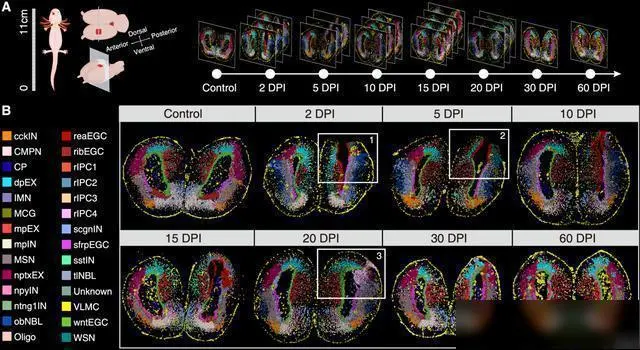 A
11cm
0
Dorsal
Anterior
Posterior
Ventral
Control
2 DPI
5 DPI
10 DPI
15 DPI
20 DPI
30 DPI
60 DPI
B
cckIN
CMPN
CP
dpEX
IMN
MCG
mpEX
mpIN
MSN
nptxEX
npyIN
ntng1IN
obNBL
Oligo
reaEGC
ribEGC
rIPC1
rIPC2
rIPC3
rIPC4
scgnIN
sfrpEGC
sstIN
tlNBL
Unknown
VLMC
wntEGC
WSN
Control
2 DPI
1
5 DPI
2
10 DPI
15 DPI
20 DPI
3
30 DPI
60 DPI